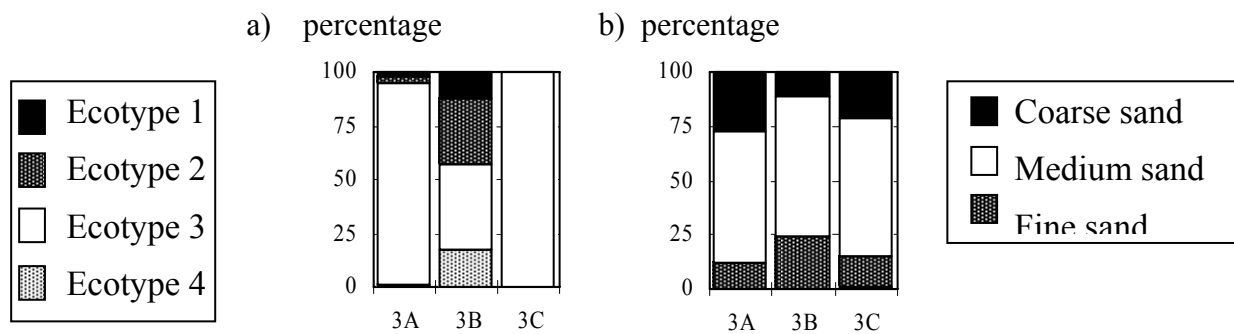 a) percentage
b) percentage
Ecotype 1
Ecotype 2
Ecotype 3
Ecotype 4
100
75
50
25
0
3A 3B 3C
100
75
50
25
0
3A 3B 3C
Coarse sand
Medium sand
Fine sand